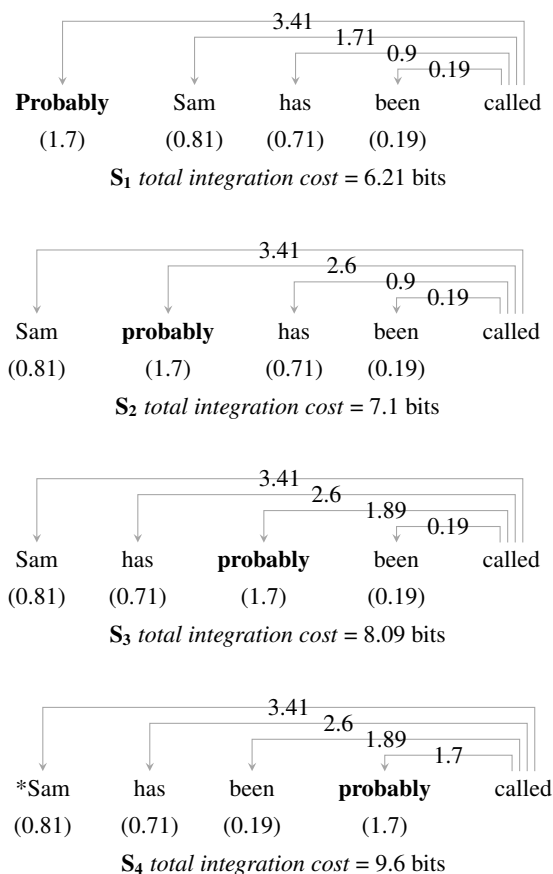 3.41
1.71
0.9
0.19
Probably Sam has been called
(1.7) (0.81) (0.71) (0.19)
S₁ total integration cost = 6.21 bits
3.41
2.6
0.9
0.19
Sam probably has been called
(0.81) (1.7) (0.71) (0.19)
S₂ total integration cost = 7.1 bits
3.41
2.6
1.89
0.19
Sam has probably been called
(0.81) (0.71) (1.7) (0.19)
S₃ total integration cost = 8.09 bits
3.41
2.6
1.89
1.7
*Sam has been probably called
(0.81) (0.71) (0.19) (1.7)
S₄ total integration cost = 9.6 bits